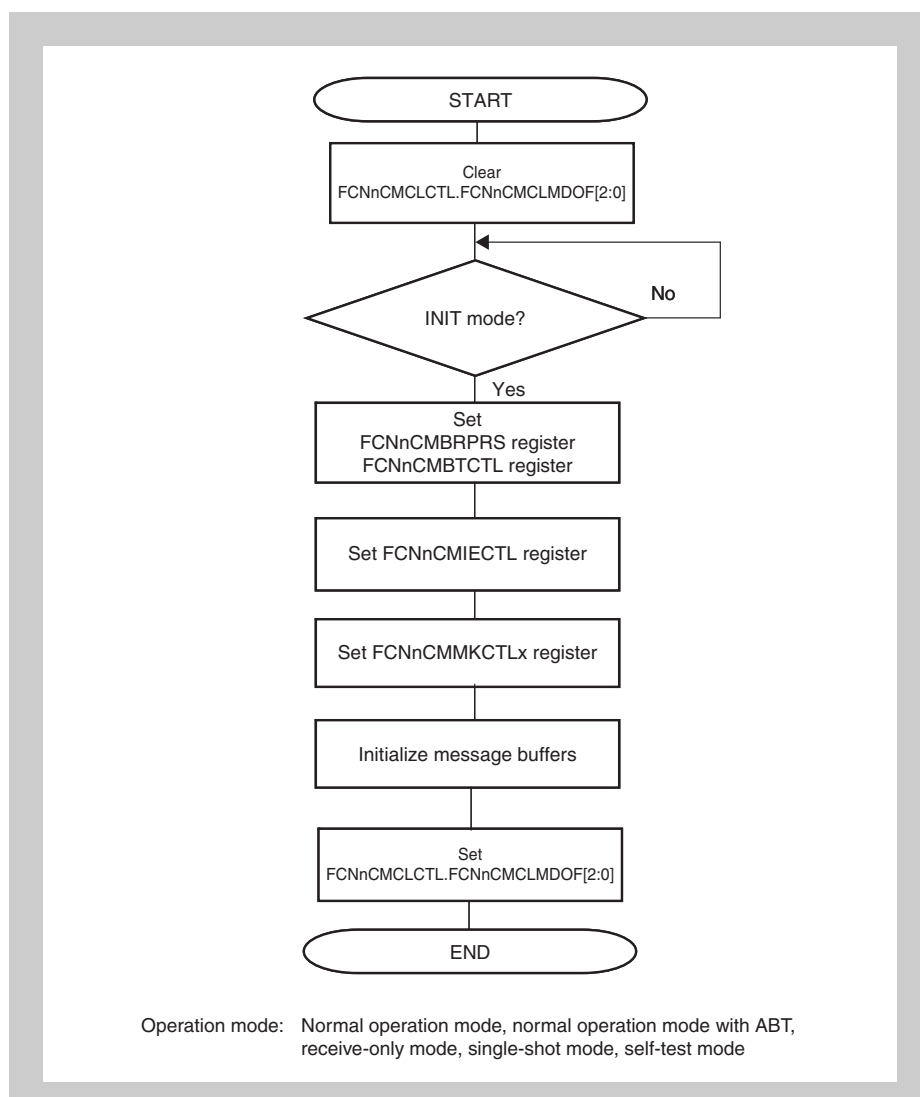 START
Clear
FCNnCMCLCTL.FCNnCMCLMDOF[2:0]
No
INIT mode?
Yes
Set
FCNnCMBRPRS register
FCNnCMBTCTL register
Set FCNnCMIECTL register
Set FCNnCMMKCTLx register
Initialize message buffers
Set
FCNnCMCLCTL.FCNnCMCLMDOF[2:0]
END
Operation mode: Normal operation mode, normal operation mode with ABT,
receive-only mode, single-shot mode, self-test mode